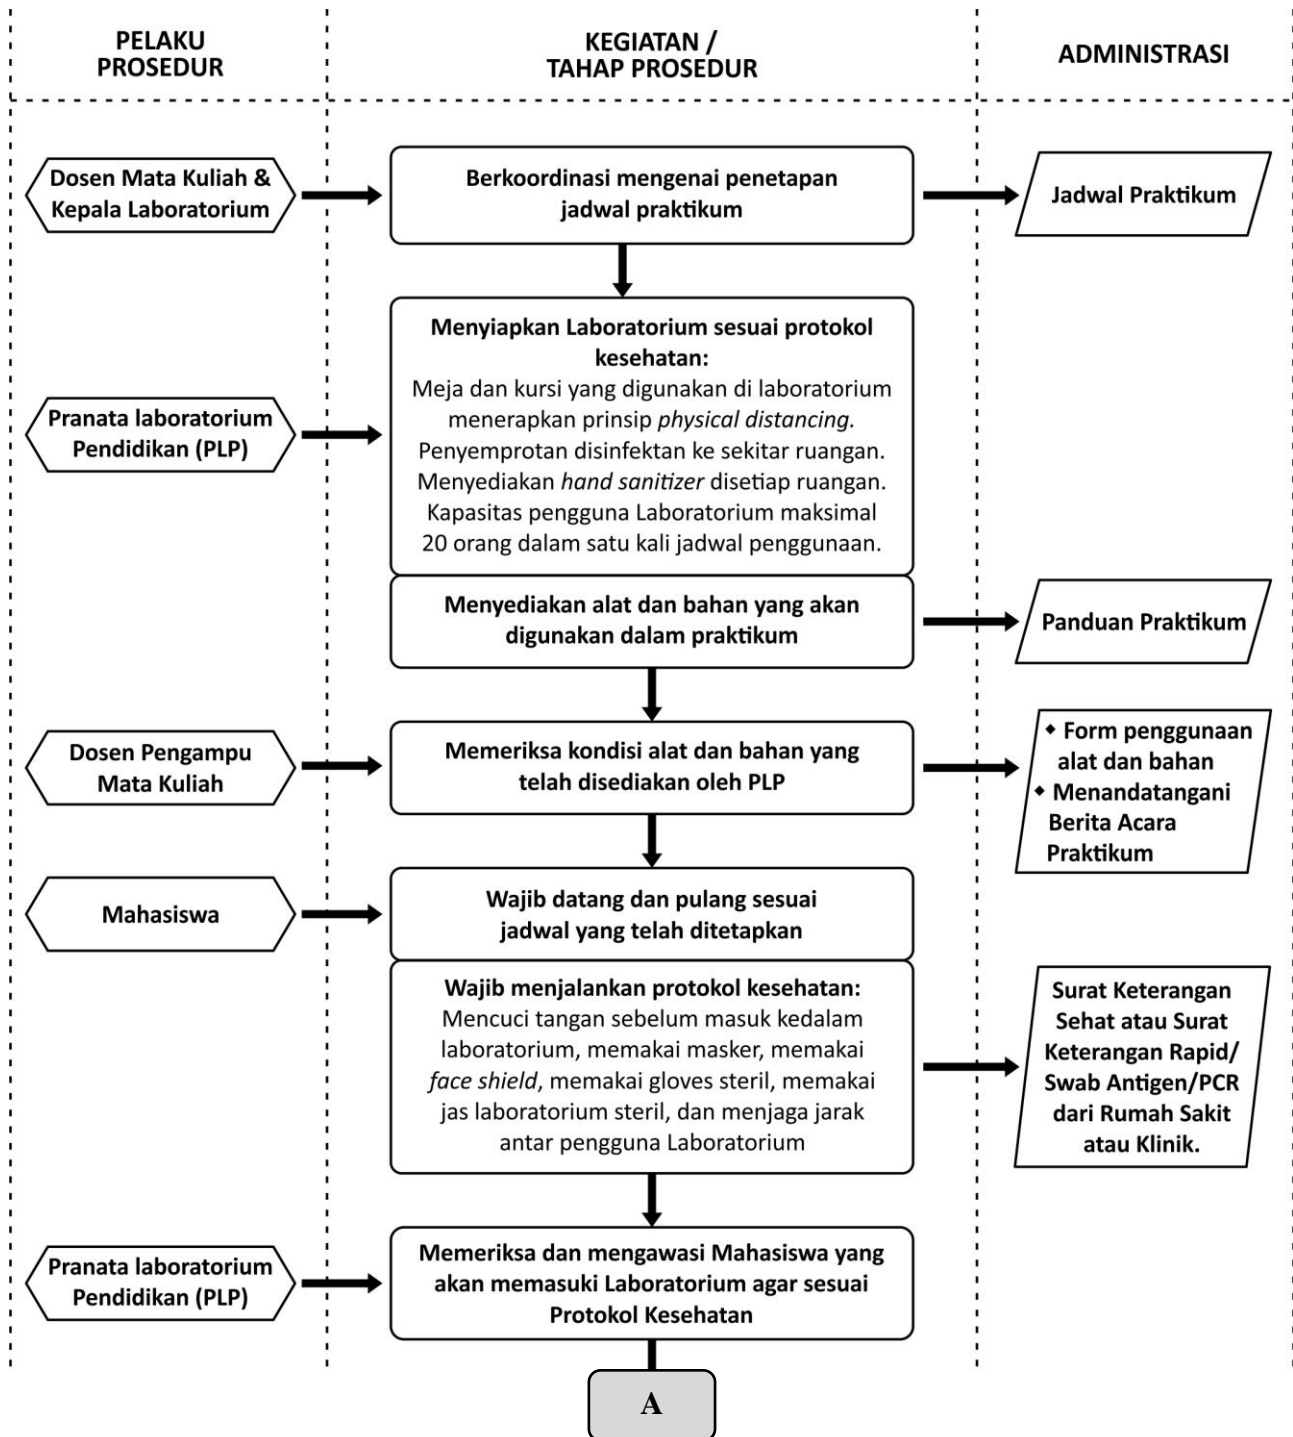 PELAKU
PROSEDUR
KEGIATAN /
TAHAP PROSEDUR
ADMINISTRASI
Dosen Mata Kuliah &
Kepala Laboratorium
Berkoordinasi mengenai penetapan
jadwal praktikum
Jadwal Praktikum
Pranata laboratorium
Pendidikan (PLP)
Menyiapkan Laboratorium sesuai protokol
kesehatan:
Meja dan kursi yang digunakan di laboratorium
menerapkan prinsip physical distancing.
Penyemprotan disinfektan ke sekitar ruangan.
Menyediakan hand sanitizer disetiap ruangan.
Kapasitas pengguna Laboratorium maksimal
20 orang dalam satu kali jadwal penggunaan.
Menyediakan alat dan bahan yang akan
digunakan dalam praktikum
Panduan Praktikum
Dosen Pengampu
Mata Kuliah
Memeriksa kondisi alat dan bahan yang
telah disediakan oleh PLP
◆ Form penggunaan
alat dan bahan
◆ Menandatangani
Berita Acara
Praktikum
Mahasiswa
Wajib datang dan pulang sesuai
jadwal yang telah ditetapkan
Wajib menjalankan protokol kesehatan:
Mencuci tangan sebelum masuk kedalam
laboratorium, memakai masker, memakai
face shield, memakai gloves steril, memakai
jas laboratorium steril, dan menjaga jarak
antar pengguna Laboratorium
Surat Keterangan
Sehat atau Surat
Keterangan Rapid/
Swab Antigen/PCR
dari Rumah Sakit
atau Klinik.
Pranata laboratorium
Pendidikan (PLP)
Memeriksa dan mengawasi Mahasiswa yang
akan memasuki Laboratorium agar sesuai
Protokol Kesehatan
A